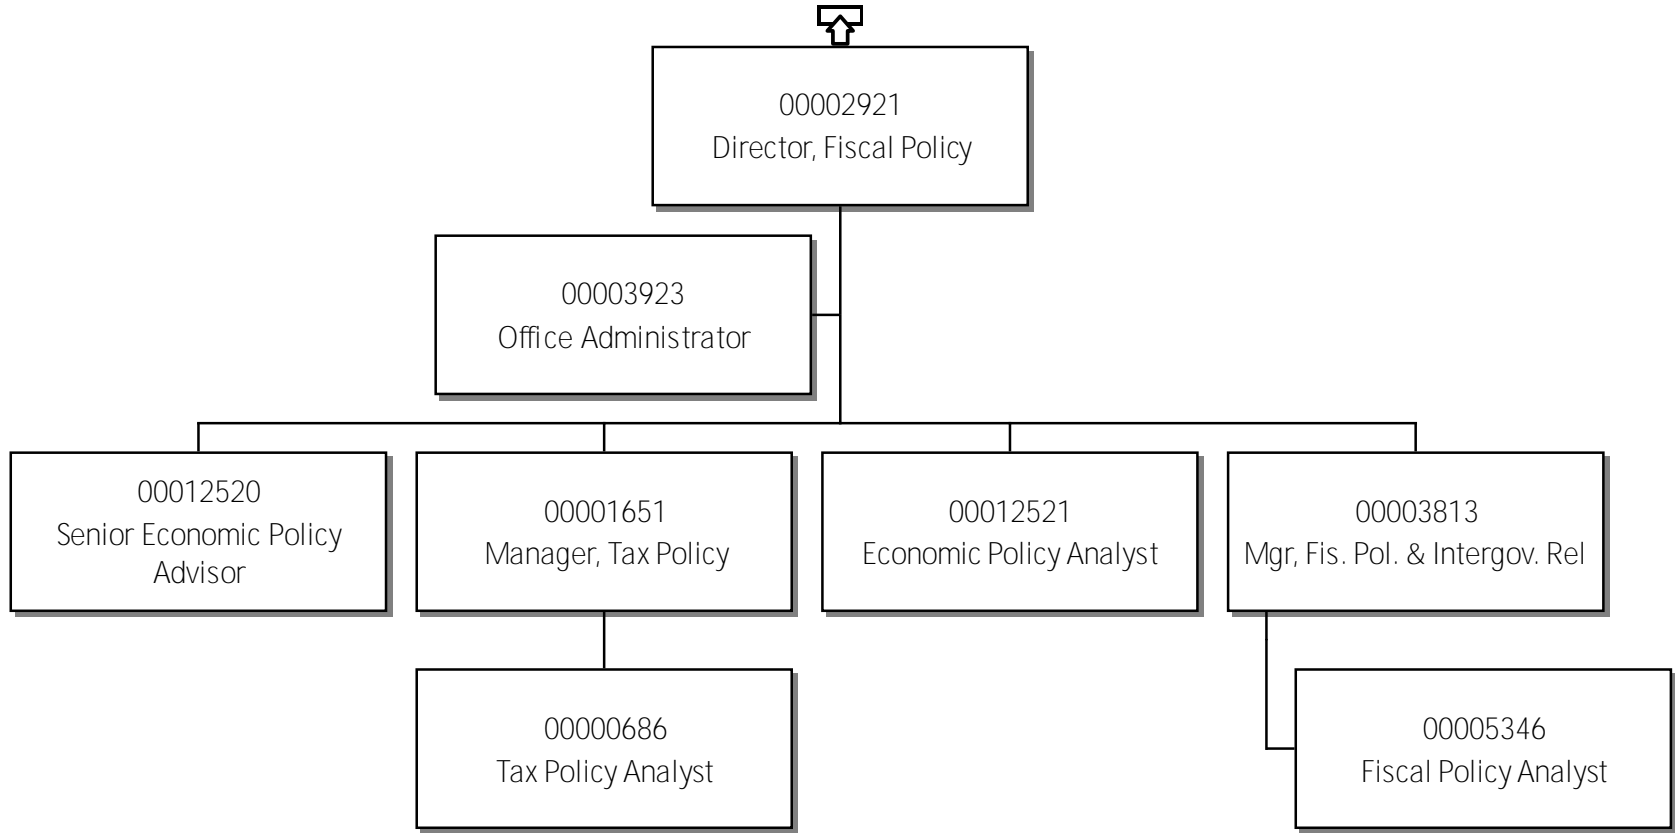 00002921
Director, Fiscal Policy
00003923
Office Administrator
00012520
Senior Economic Policy
Advisor
00001651
Manager, Tax Policy
00012521
Economic Policy Analyst
00003813
Mgr, Fis. Pol. & Intergov. Rel
00000686
Tax Policy Analyst
00005346
Fiscal Policy Analyst